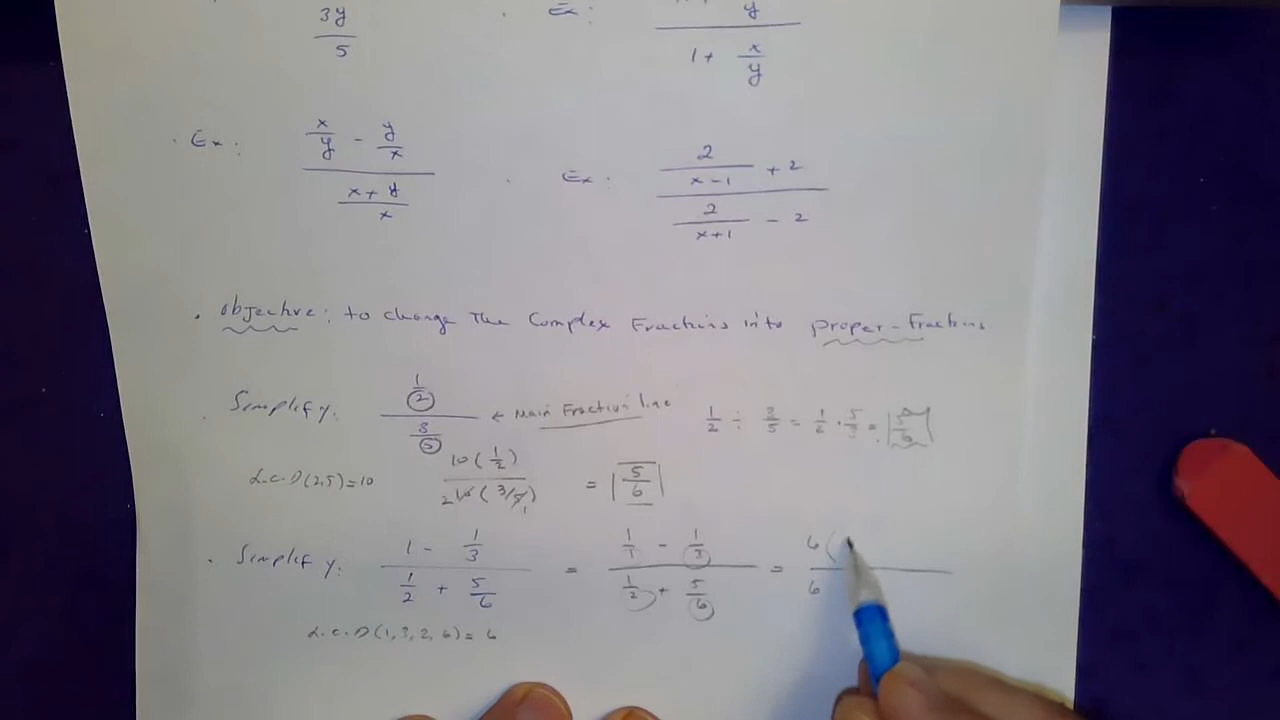 3y/5 · Ex: y/(1 + x/y)
· Ex: (x/y - y/x)/((x+y)/x) · Ex: (2/(x-1) + 2)/(2/(x+1) - 2)
· Objective: to change The Complex Fractions into proper-fractions
· Simplify: (1/2)/(3/5) ← Main Fraction line 1/2 ÷ 3/5 = 1/2 · 5/3 = 5/6
L.C.D(2,5)=10 10(1/2)/10(3/5) = 5/6
· Simplify: (1 - 1/3)/(1/2 + 5/6) = (1/1 - 1/3)/(1/2 + 5/6) = 6(/6
L.C.D(1,3,2,6)=6